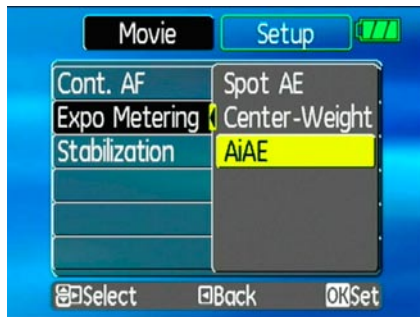 Movie Setup
Cont. AF Spot AE
Expo Metering Center-Weight
Stabilization AiAE
Select Back OK Set